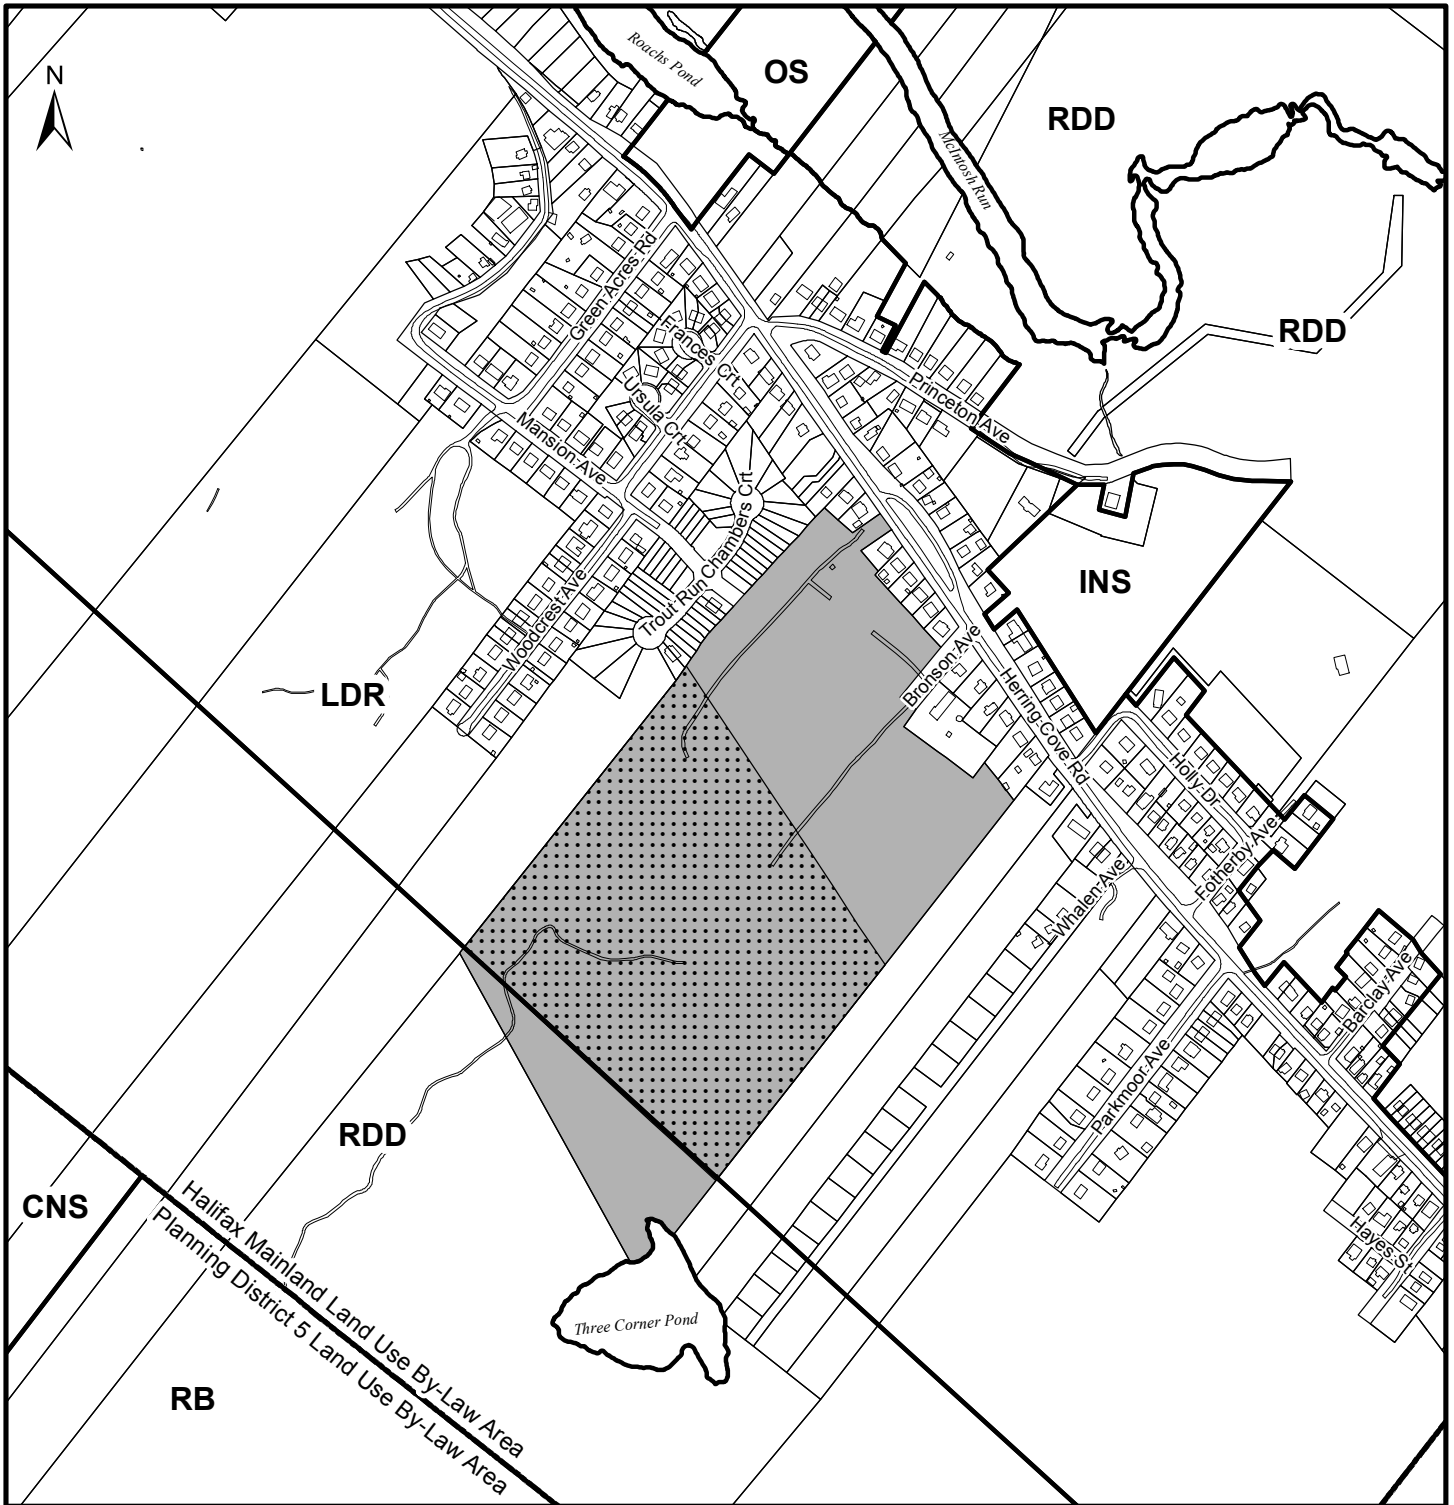 N
Roachs Pond
OS
RDD
McIntosh Run
Green Acres Rd
Frances Crt
RDD
Ursula Crt
Princeton Ave
Mansion Ave
Chambers Crt
Trout Run
INS
Woodcrest Ave
LDR
Bronson Ave
Herring Cove Rd
Holly Dr
Fotherby Ave
Whalen Ave
Barclay Ave
Parkmoor Ave
RDD
CNS
Hayes St
Halifax Mainland Land Use By-Law Area
Planning District 5 Land Use By-Law Area
Three Corner Pond
RB